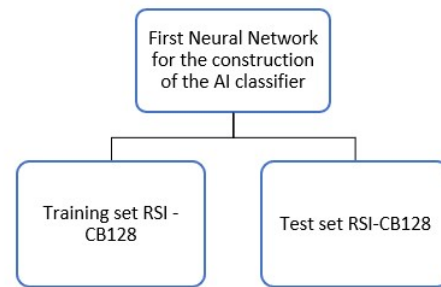 First Neural Network
for the construction
of the AI classifier
Training set RSI -
CB128
Test set RSI-CB128